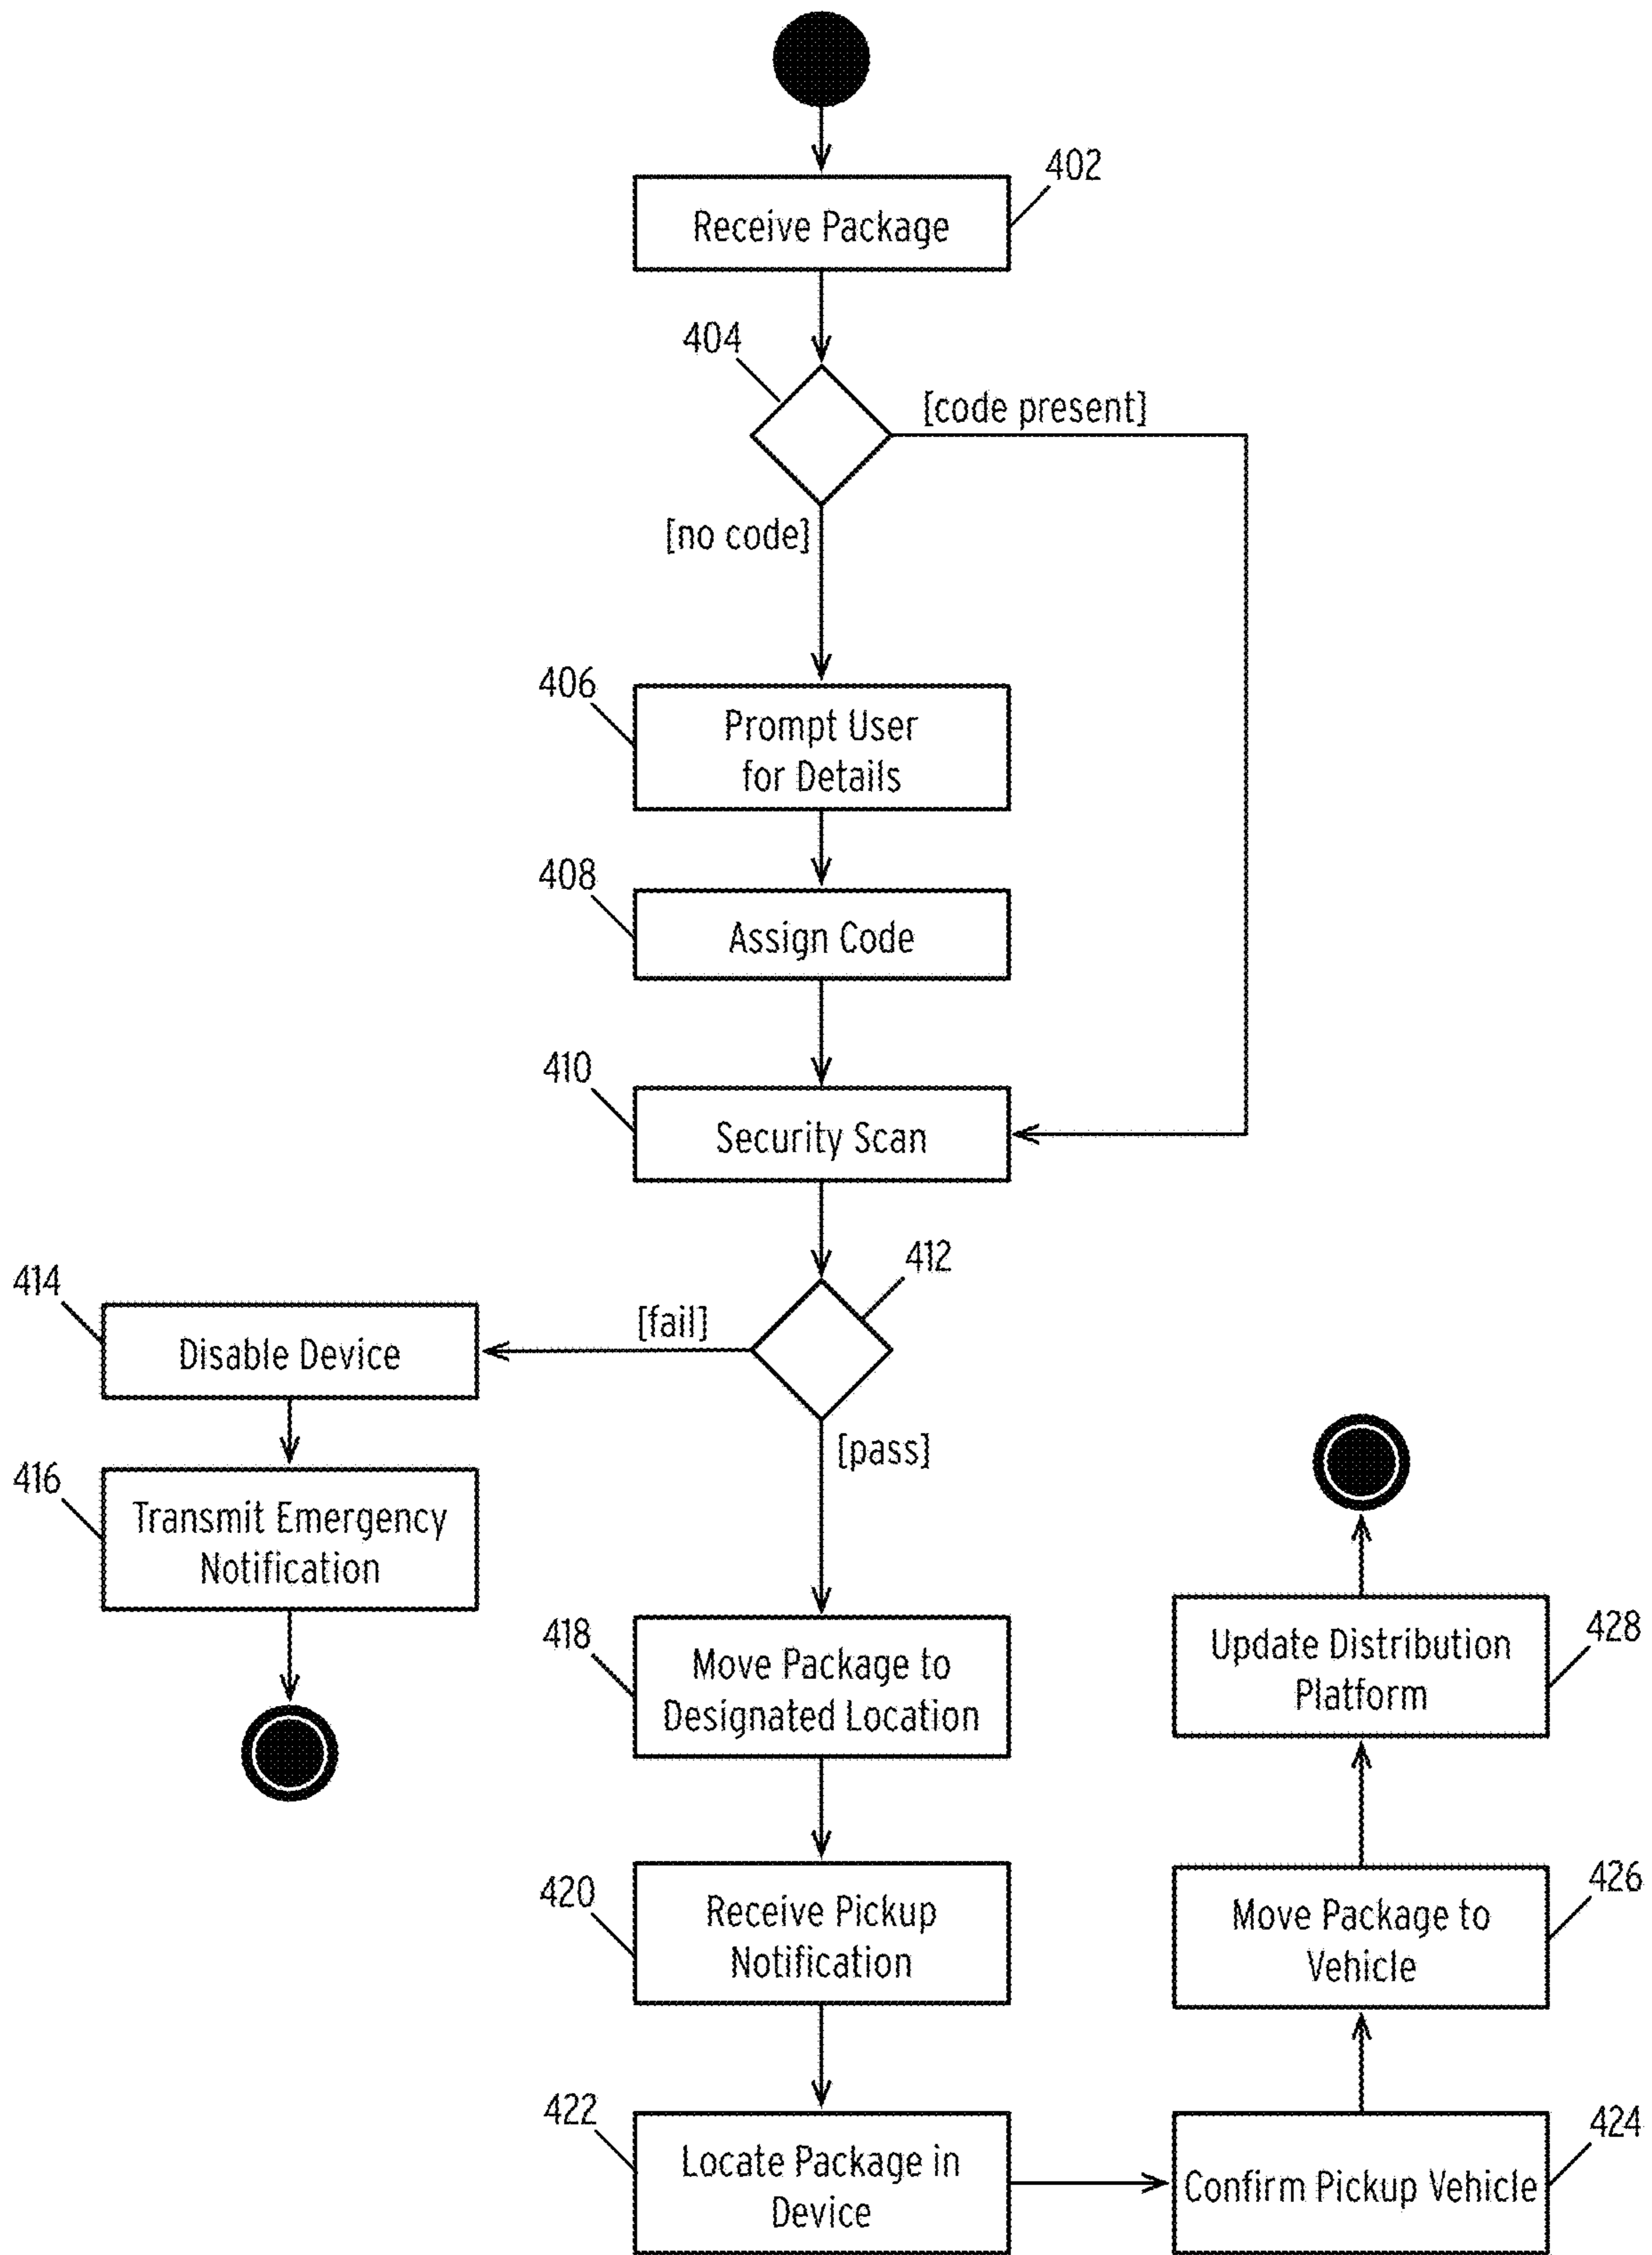 402
Receive Package
404
[code present]
[no code]
406
Prompt User
for Details
408
Assign Code
410
Security Scan
412
414
[fail]
Disable Device
[pass]
416
Transmit Emergency
Notification
418
Move Package to
Designated Location
428
Update Distribution
Platform
420
Receive Pickup
Notification
426
Move Package to
Vehicle
422
Locate Package in
Device
424
Confirm Pickup Vehicle